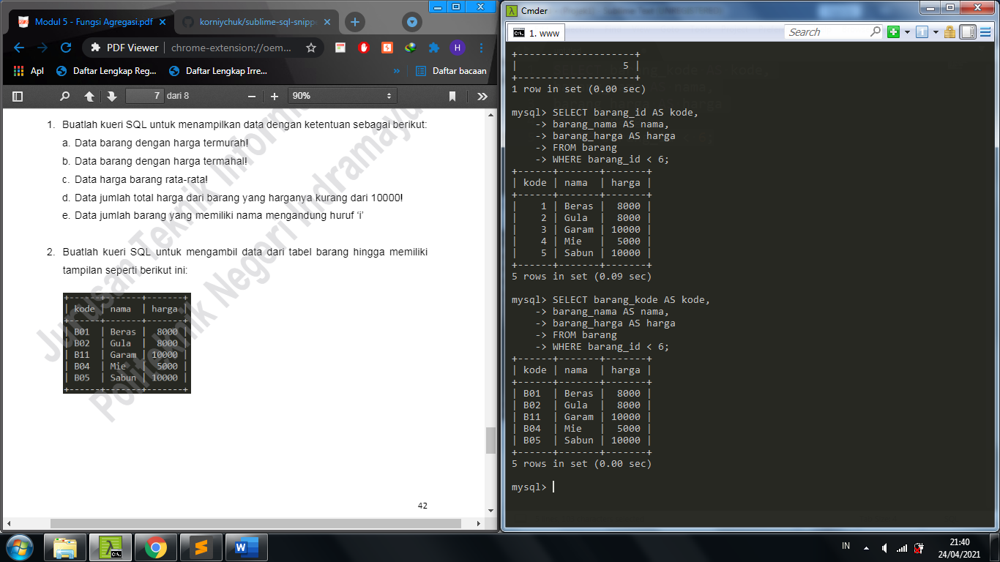 Modul 5 - Fungsi Agregasi.pdf
korniychuk/sublime-sql-snippe
PDF Viewer
chrome-extension://oem...
H
Apl
Daftar Lengkap Reg...
Daftar Lengkap Irre...
»
Daftar bacaan
7 dari 8
90%
1. Buatlah kueri SQL untuk menampilkan data dengan ketentuan sebagai berikut:
a. Data barang dengan harga termurah!
b. Data barang dengan harga termahal!
c. Data harga barang rata-rata!
d. Data jumlah total harga dari barang yang harganya kurang dari 10000!
e. Data jumlah barang yang memiliki nama mengandung huruf ‘i’
2. Buatlah kueri SQL untuk mengambil data dari tabel barang hingga memiliki
tampilan seperti berikut ini:
+------+-------+-------+
| kode | nama | harga |
+------+-------+-------+
| B01 | Beras | 8000 |
| B02 | Gula | 8000 |
| B11 | Garam | 10000 |
| B04 | Mie | 5000 |
| B05 | Sabun | 10000 |
+------+-------+-------+
Jurusan Teknik Inform
Politeknik Negeri Indramayu
42
Cmder
1. www
Search
+--------------------+
| 5 |
+--------------------+
1 row in set (0.00 sec)
mysql> SELECT barang_id AS kode,
-> barang_nama AS nama,
-> barang_harga AS harga
-> FROM barang
-> WHERE barang_id < 6;
+------+-------+-------+
| kode | nama | harga |
+------+-------+-------+
| 1 | Beras | 8000 |
| 2 | Gula | 8000 |
| 3 | Garam | 10000 |
| 4 | Mie | 5000 |
| 5 | Sabun | 10000 |
+------+-------+-------+
5 rows in set (0.09 sec)
mysql> SELECT barang_kode AS kode,
-> barang_nama AS nama,
-> barang_harga AS harga
-> FROM barang
-> WHERE barang_id < 6;
+------+-------+-------+
| kode | nama | harga |
+------+-------+-------+
| B01 | Beras | 8000 |
| B02 | Gula | 8000 |
| B11 | Garam | 10000 |
| B04 | Mie | 5000 |
| B05 | Sabun | 10000 |
+------+-------+-------+
5 rows in set (0.00 sec)
mysql>
IN
21:40
24/04/2021